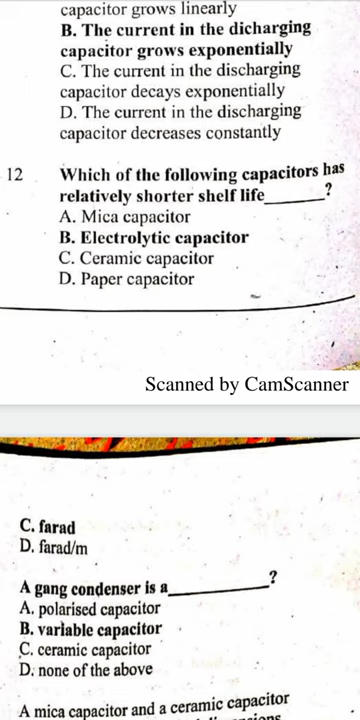 capacitor grows linearly
B. The current in the dicharging
capacitor grows exponentially
C. The current in the discharging
capacitor decays exponentially
D. The current in the discharging
capacitor decreases constantly
12 Which of the following capacitors has
relatively shorter shelf life______?
A. Mica capacitor
B. Electrolytic capacitor
C. Ceramic capacitor
D. Paper capacitor
Scanned by CamScanner
C. farad
D. farad/m
A gang condenser is a__________?
A. polarised capacitor
B. variable capacitor
C. ceramic capacitor
D. none of the above
A mica capacitor and a ceramic capacitor